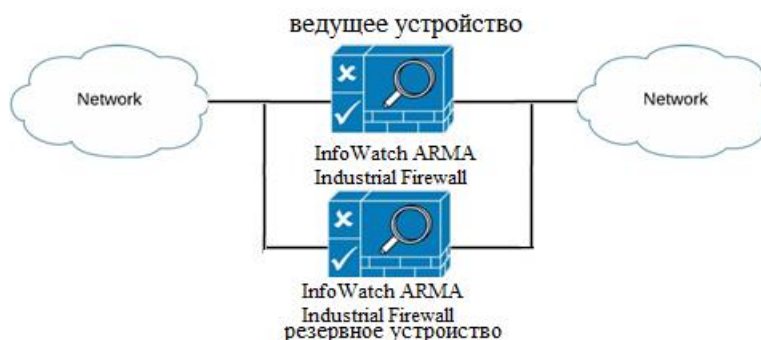 ведущее устройство
Network
Network
InfoWatch ARMA
Industrial Firewall
InfoWatch ARMA
Industrial Firewall
резервное устройство